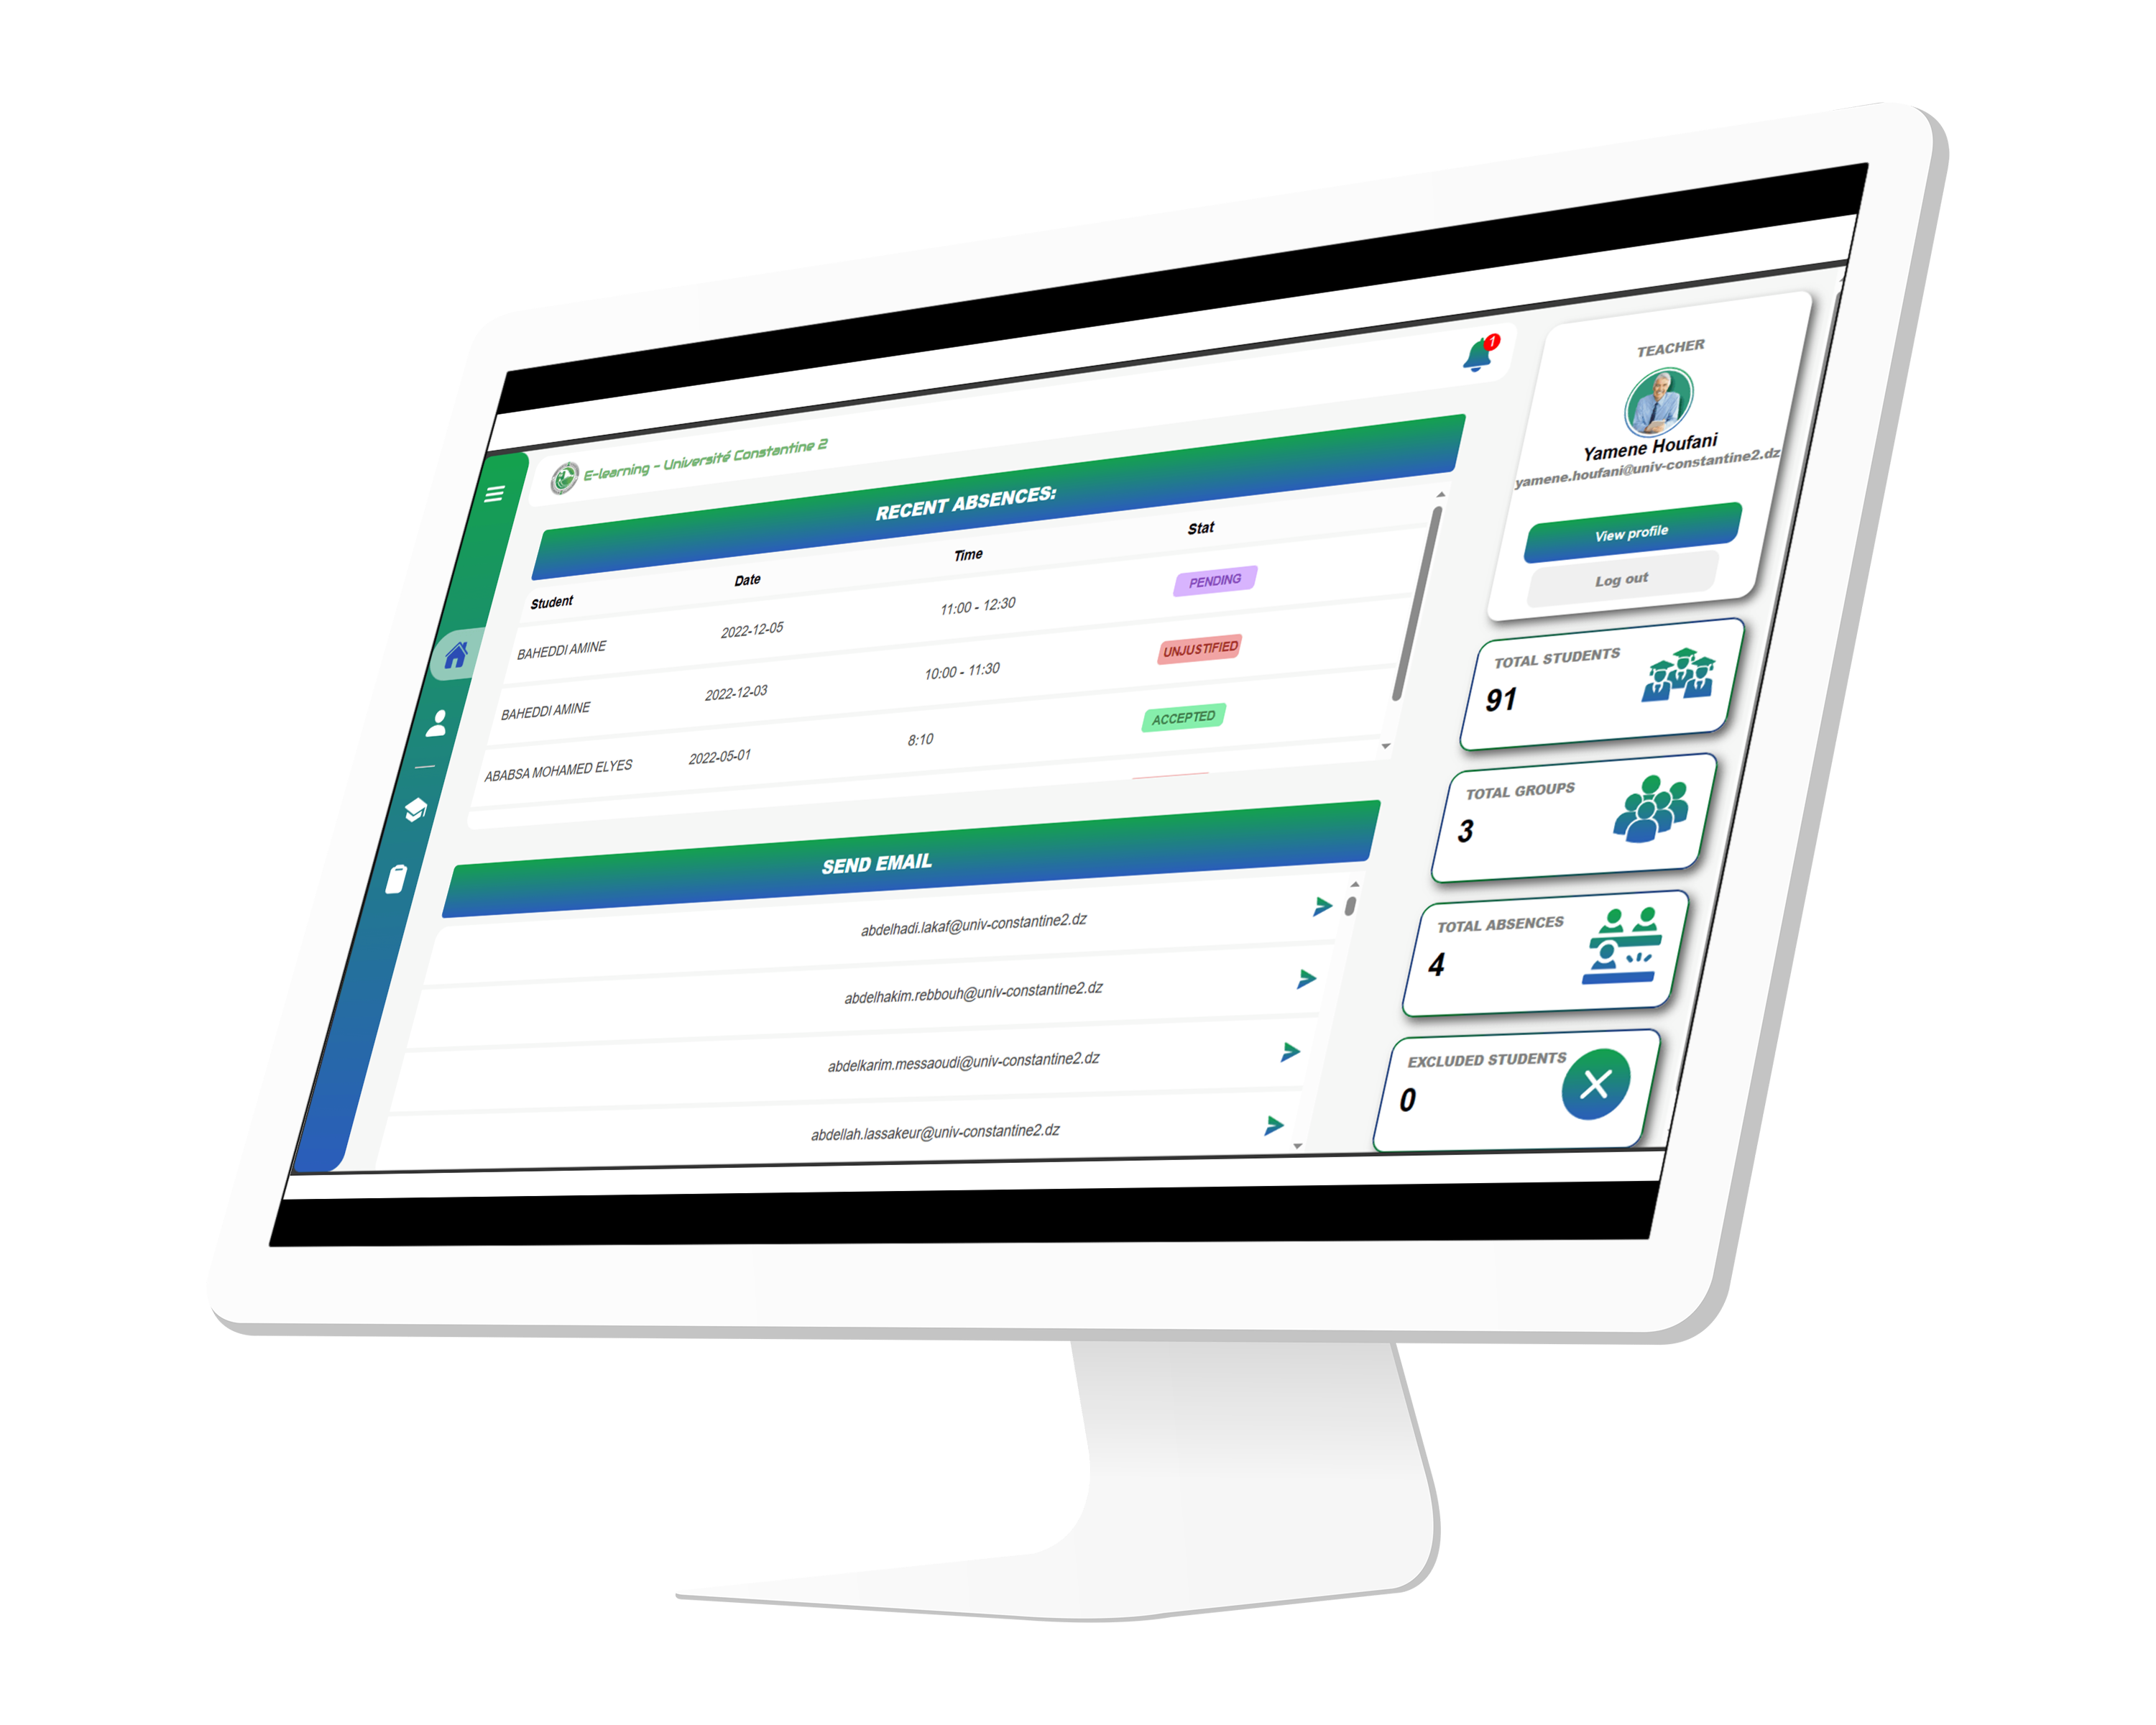 E-learning - Université Constantine 2
1
RECENT ABSENCES:
Student Date Time Stat
BAHEDDI AMINE 2022-12-05 11:00 - 12:30 PENDING
BAHEDDI AMINE 2022-12-03 10:00 - 11:30 UNJUSTIFIED
ABABSA MOHAMED ELYES 2022-05-01 8:10 ACCEPTED
SEND EMAIL
abdelhadi.lakaf@univ-constantine2.dz
abdelhakim.rebbouh@univ-constantine2.dz
abdelkarim.messaoudi@univ-constantine2.dz
abdellah.lassakeur@univ-constantine2.dz
TEACHER
Yamene Houfani
yamene.houfani@univ-constantine2.dz
View profile
Log out
TOTAL STUDENTS
91
TOTAL GROUPS
3
TOTAL ABSENCES
4
EXCLUDED STUDENTS
0